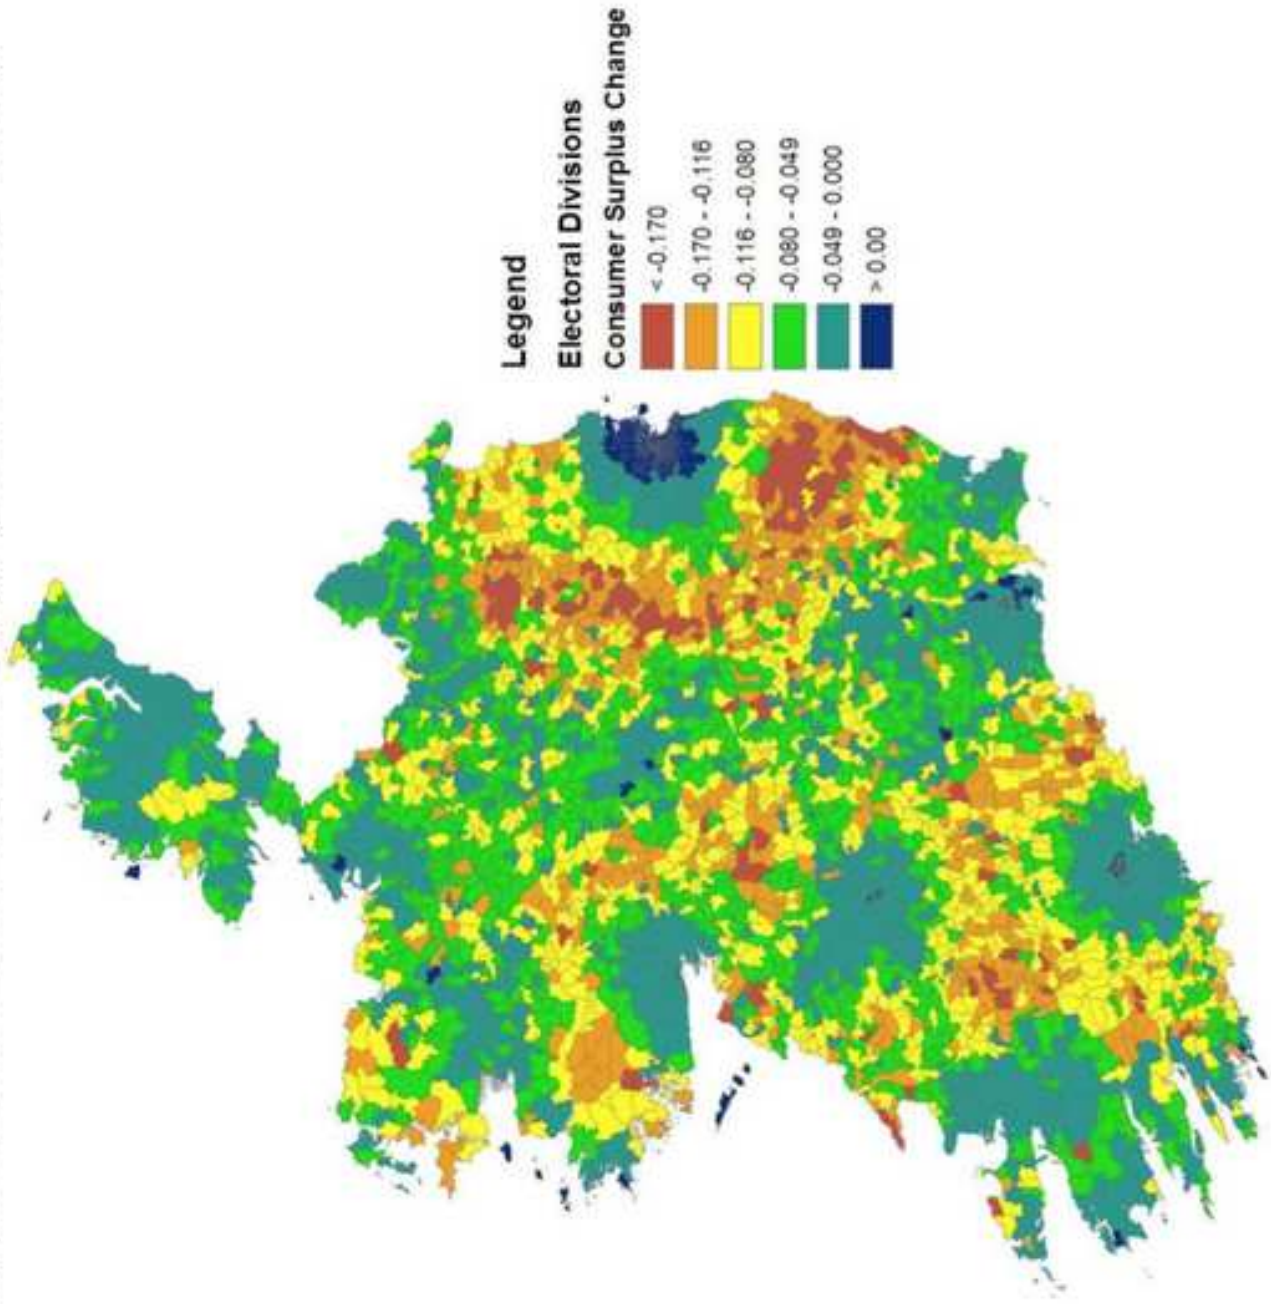 Legend
Electoral Divisions
Consumer Surplus Change
< -0.170
-0.170 - -0.116
-0.116 - -0.080
-0.080 - -0.049
-0.049 - 0.000
> 0.00